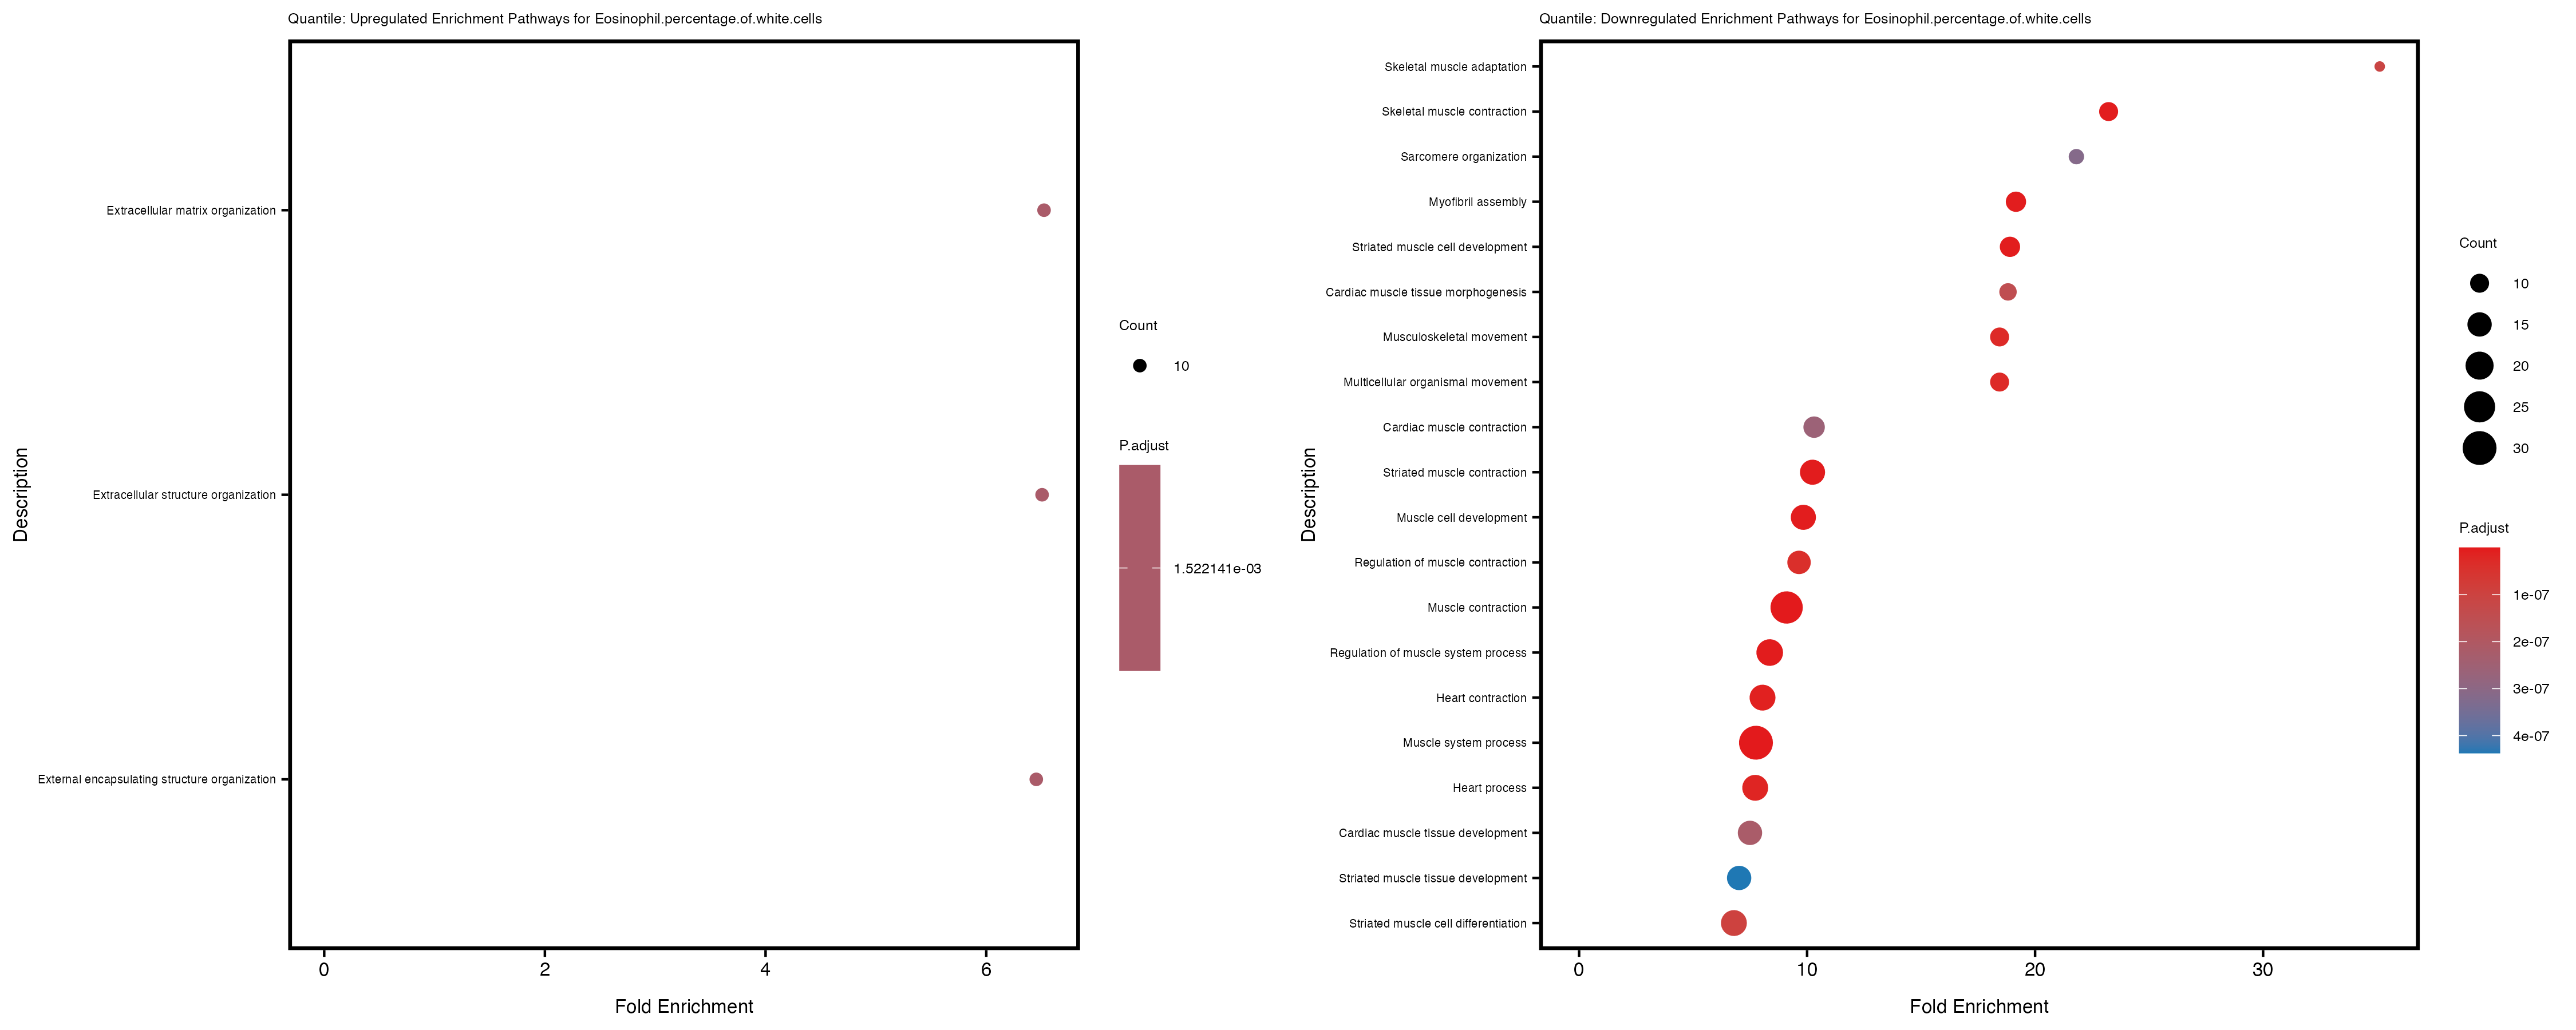 Quantile: Upregulated Enrichment Pathways for Eosinophil.percentage.of.white.cells
Description
Extracellular matrix organization
Extracellular structure organization
External encapsulating structure organization
0 2 4 6
Fold Enrichment
Count
10
P.adjust
1.522141e-03
Quantile: Downregulated Enrichment Pathways for Eosinophil.percentage.of.white.cells
Description
Skeletal muscle adaptation
Skeletal muscle contraction
Sarcomere organization
Myofibril assembly
Striated muscle cell development
Cardiac muscle tissue morphogenesis
Musculoskeletal movement
Multicellular organismal movement
Cardiac muscle contraction
Striated muscle contraction
Muscle cell development
Regulation of muscle contraction
Muscle contraction
Regulation of muscle system process
Heart contraction
Muscle system process
Heart process
Cardiac muscle tissue development
Striated muscle tissue development
Striated muscle cell differentiation
0 10 20 30
Fold Enrichment
Count
10
15
20
25
30
P.adjust
1e-07
2e-07
3e-07
4e-07